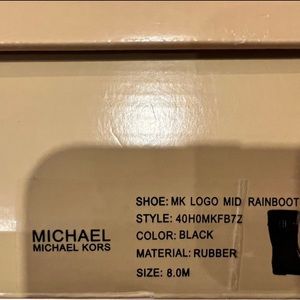 SHOE: MK LOGO MID RAINBOOT
STYLE: 40H0MKFB7Z
COLOR: BLACK
MATERIAL: RUBBER
SIZE: 8.0M
MICHAEL
MICHAEL KORS